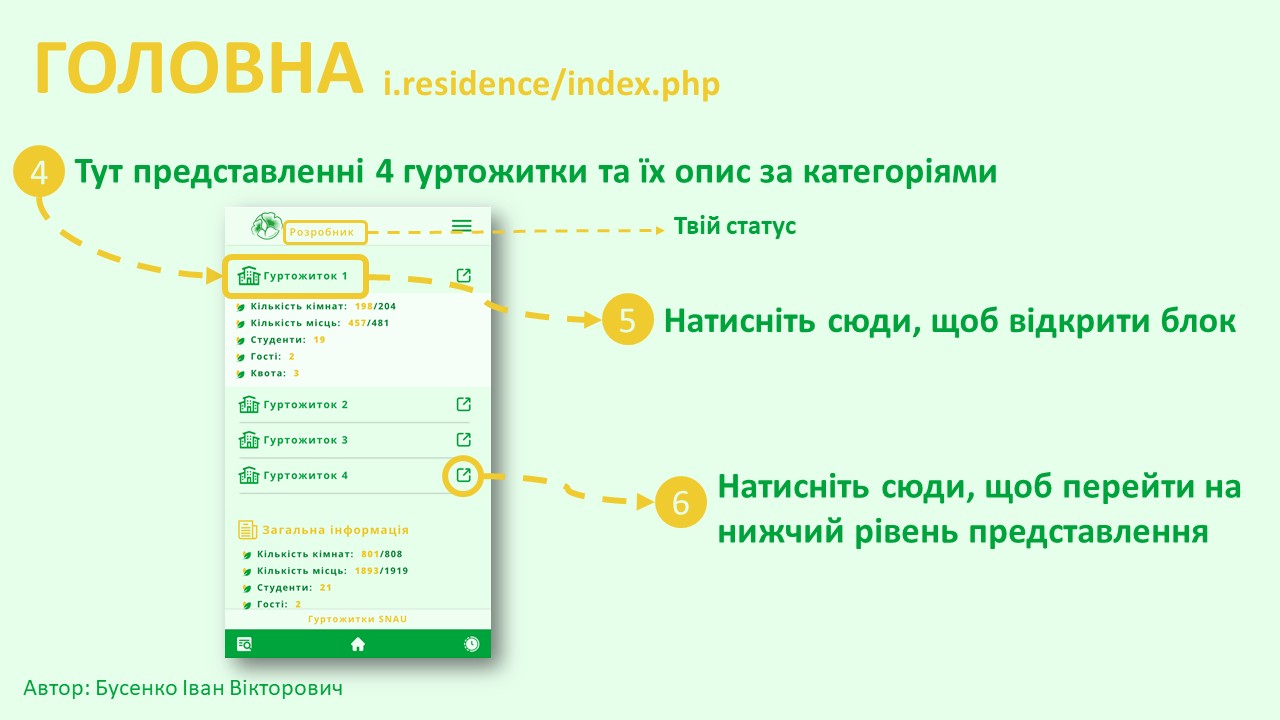 ГОЛОВНА i.residence/index.php
4 Тут представленні 4 гуртожитки та їх опис за категоріями
Розробник
Твій статус
Гуртожиток 1
Кількість кімнат: 198/204
Кількість місць: 457/481
Студенти: 19
Гості: 2
Квота: 3
5 Натисніть сюди, щоб відкрити блок
Гуртожиток 2
Гуртожиток 3
Гуртожиток 4
6 Натисніть сюди, щоб перейти на
нижчий рівень представлення
Загальна інформація
Кількість кімнат: 801/808
Кількість місць: 1893/1919
Студенти: 21
Гості: 2
Гуртожитки SNAU
Автор: Бусенко Іван Вікторович